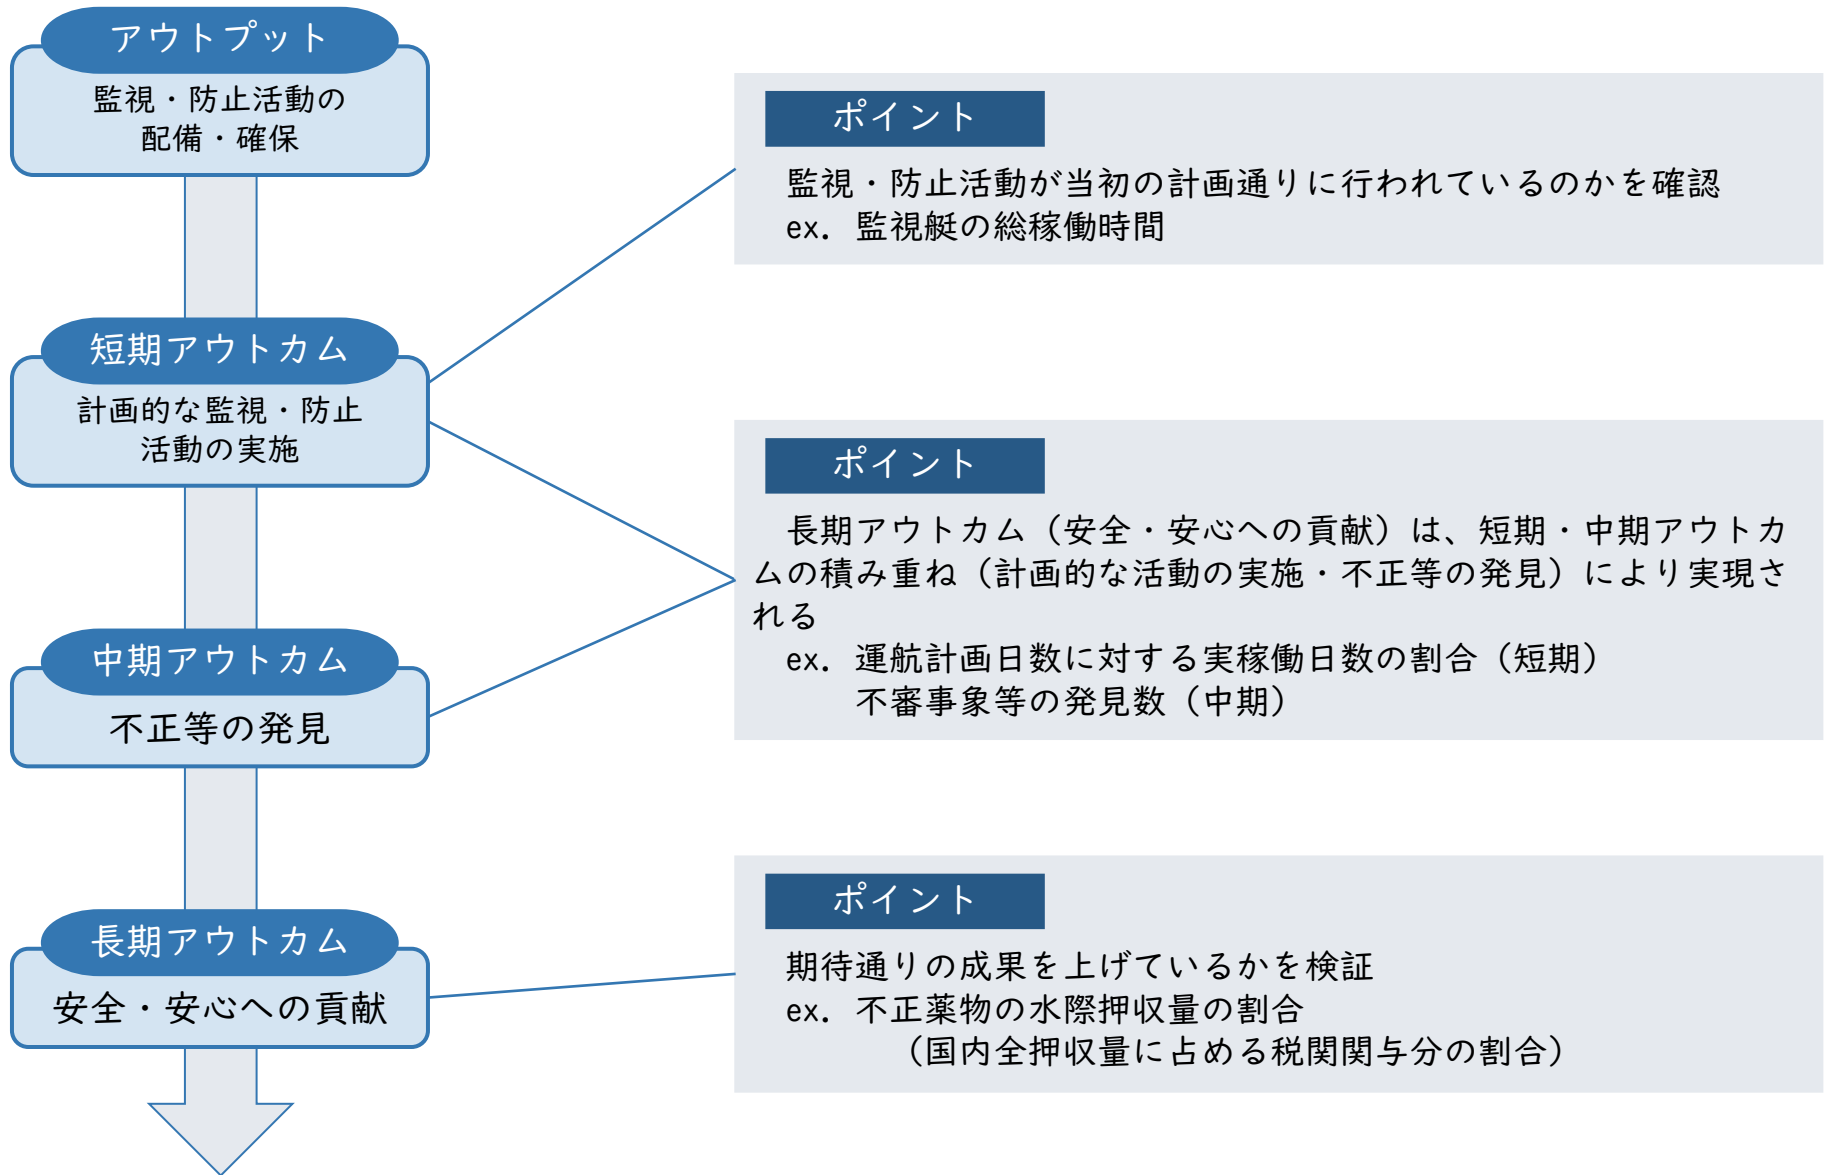 アウトプット
監視・防止活動の
配備・確保
短期アウトカム
計画的な監視・防止
活動の実施
中期アウトカム
不正等の発見
長期アウトカム
安全・安心への貢献
ポイント
監視・防止活動が当初の計画通りに行われているのかを確認
ex. 監視艇の総稼働時間
ポイント
長期アウトカム（安全・安心への貢献）は、短期・中期アウトカ
ムの積み重ね（計画的な活動の実施・不正等の発見）により実現さ
れる
ex. 運航計画日数に対する実稼働日数の割合（短期）
不審事象等の発見数（中期）
ポイント
期待通りの成果を上げているかを検証
ex. 不正薬物の水際押収量の割合
（国内全押収量に占める税関関与分の割合）